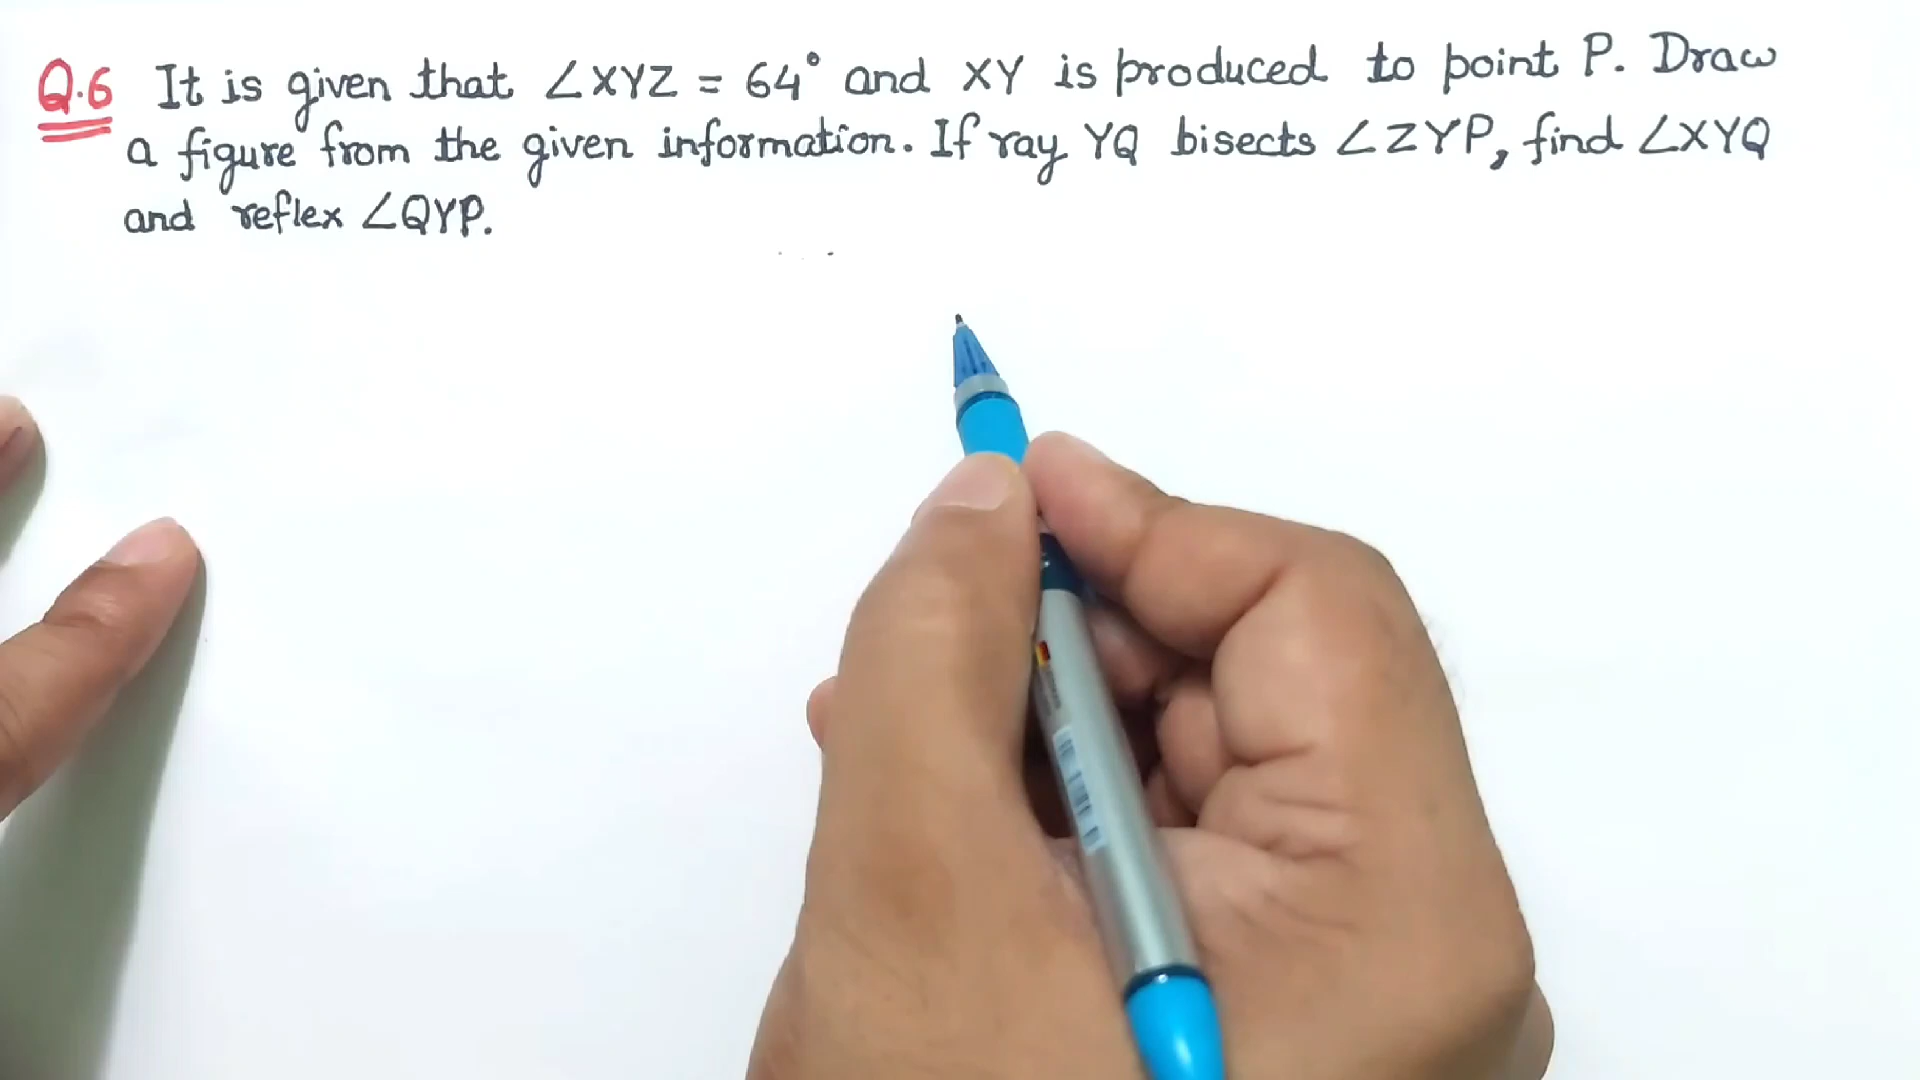 Q.6 It is given that ∠XYZ = 64° and XY is produced to point P. Draw
a figure from the given information. If ray YQ bisects ∠ZYP, find ∠XYQ
and reflex ∠QYP.